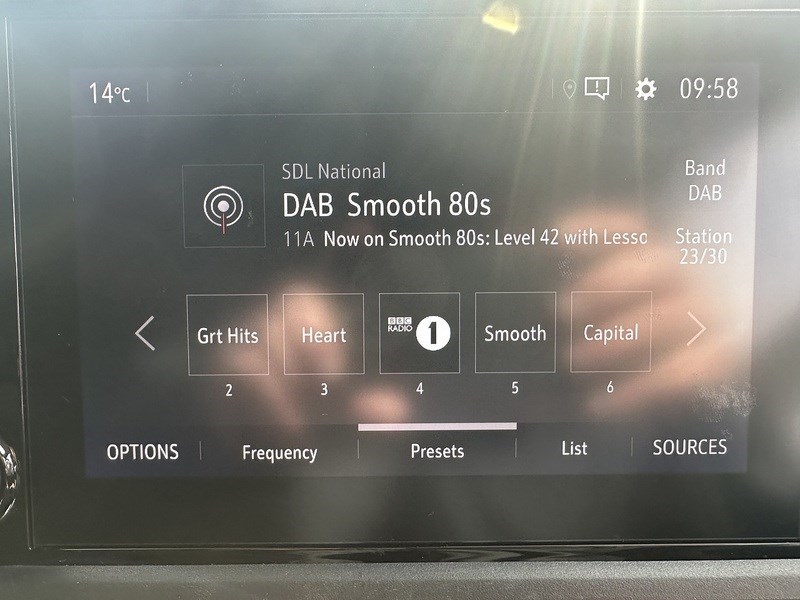 14°C
09:58
SDL National
DAB Smooth 80s
11A Now on Smooth 80s: Level 42 with Lesso
Band
DAB
Station
23/30
Grt Hits
Heart
BBC
RADIO 1
Smooth
Capital
2
3
4
5
6
OPTIONS
Frequency
Presets
List
SOURCES